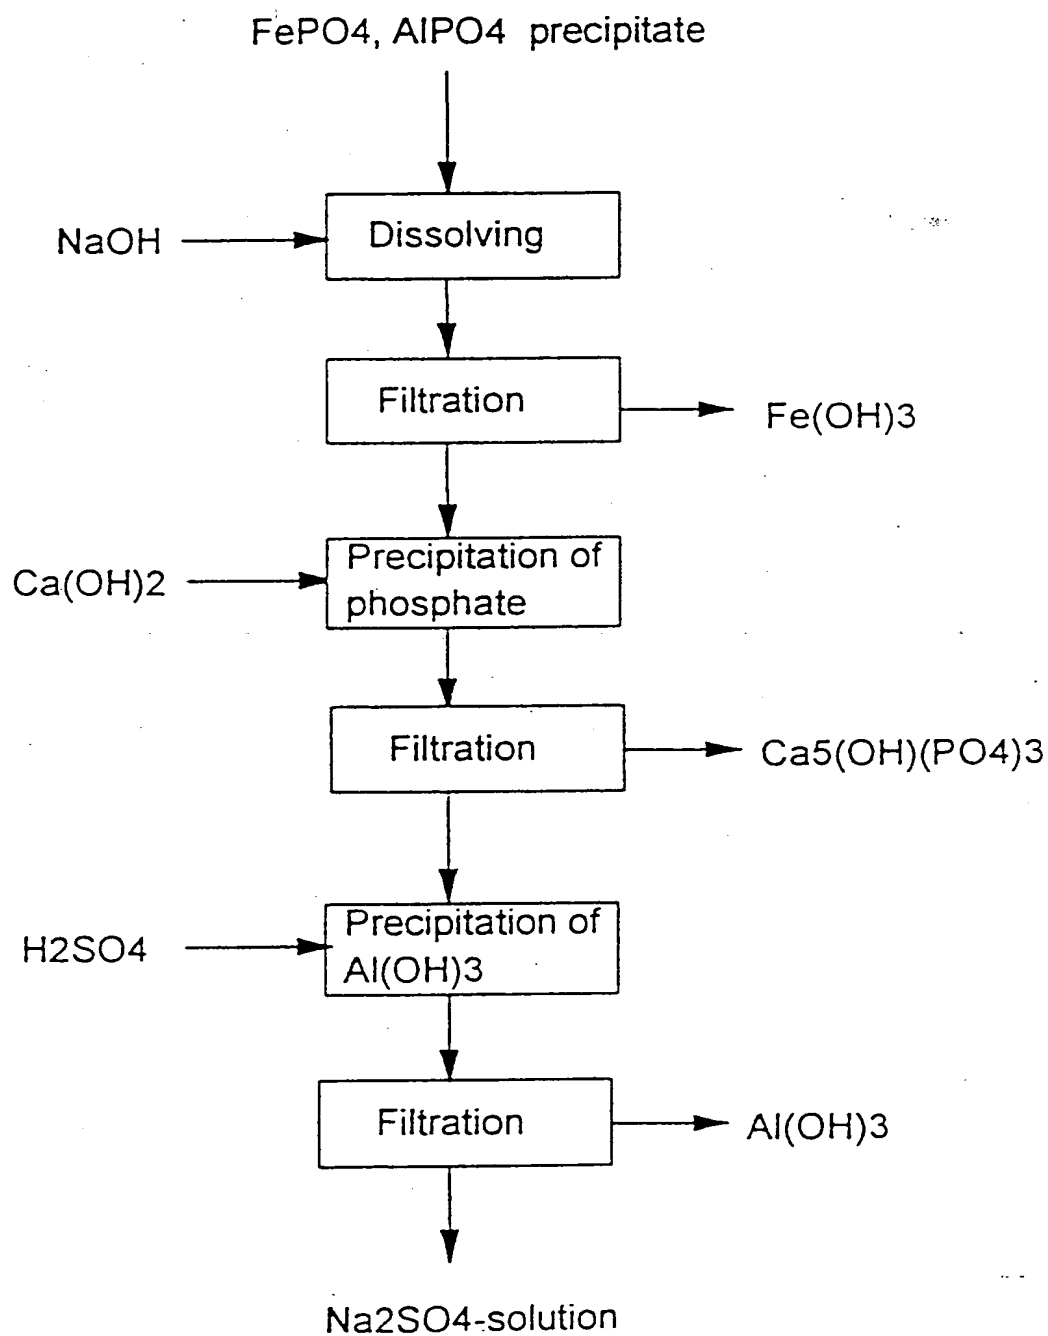 FePO4, AlPO4 precipitate
NaOH
Dissolving
Filtration
Fe(OH)3
Ca(OH)2
Precipitation of
phosphate
Filtration
Ca5(OH)(PO4)3
H2SO4
Precipitation of
Al(OH)3
Filtration
Al(OH)3
Na2SO4-solution